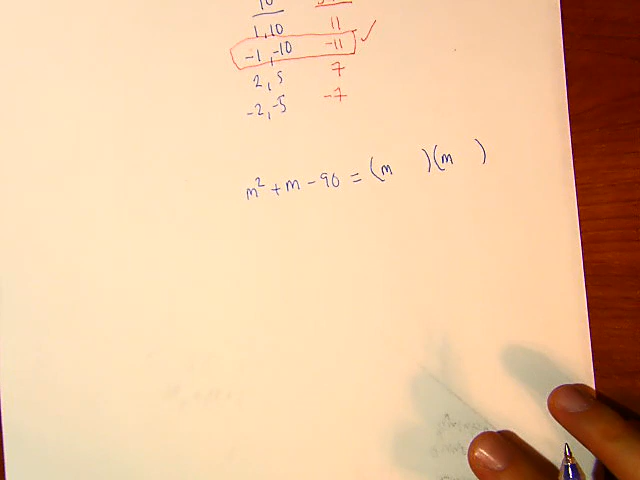 10
1,10 11
-1,-10 -11 ✓
2,5 7
-2,-5 -7
m² + m - 90 = (m )(m )